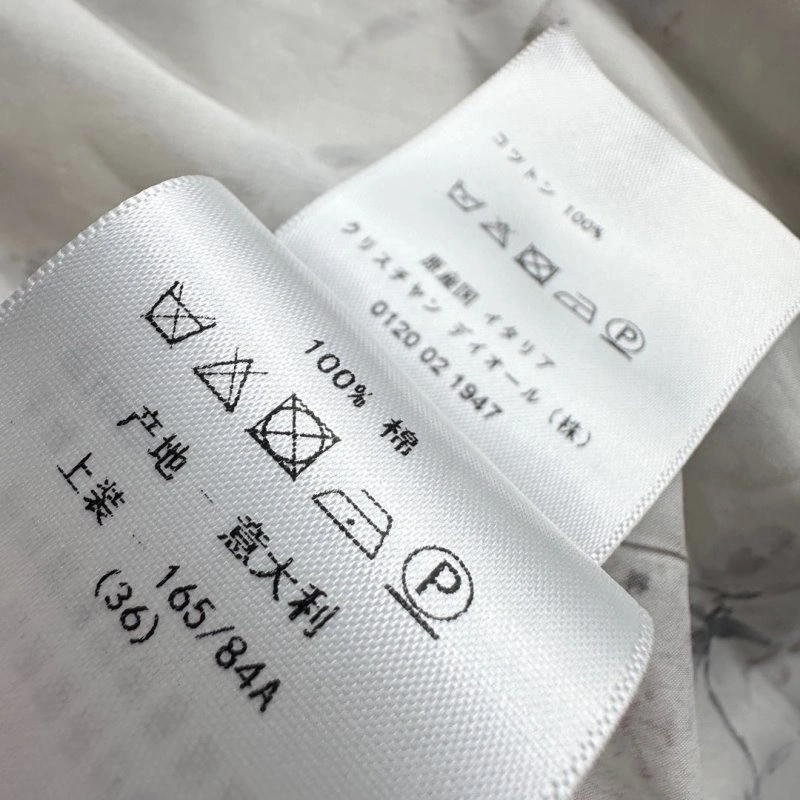 100% 棉
P
产地 意大利
上装 165/84A
(36)
コットン 100%
P
原産国 イタリア
クリスチャン ディオール (株)
0120 02 1947